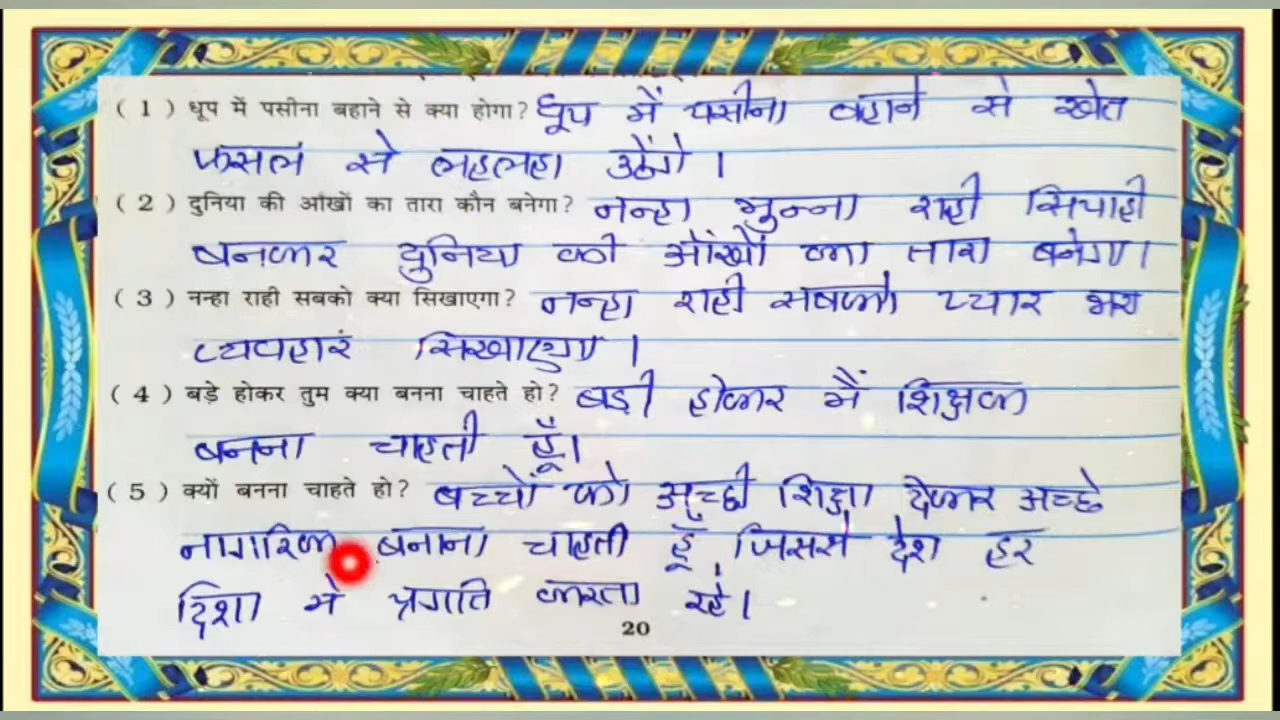 ( 1 ) धूप में पसीना बहाने से क्या होगा? धूप में पसीना बहाने से खेत
फसल से लहलहा उठेंगे ।
( 2 ) दुनिया की आंखों का तारा कौन बनेगा? नन्हा मुन्ना राही सिपाही
बनकर दुनिया की आँखों का तारा बनेगा।
( 3 ) नन्हा राही सबको क्या सिखाएगा? नन्हा राही सबको प्यार भरा
व्यवहार सिखाएगा ।
( 4 ) बड़े होकर तुम क्या बनना चाहते हो? बड़ी होकर मैं शिक्षक
बनना चाहती हूँ।
( 5 ) क्यों बनना चाहते हो? बच्चों को अच्छी शिक्षा देकर अच्छे
नागरिक बनाना चाहती हूँ जिससे देश हर
दिशा मे प्रगति करता रहे।
20